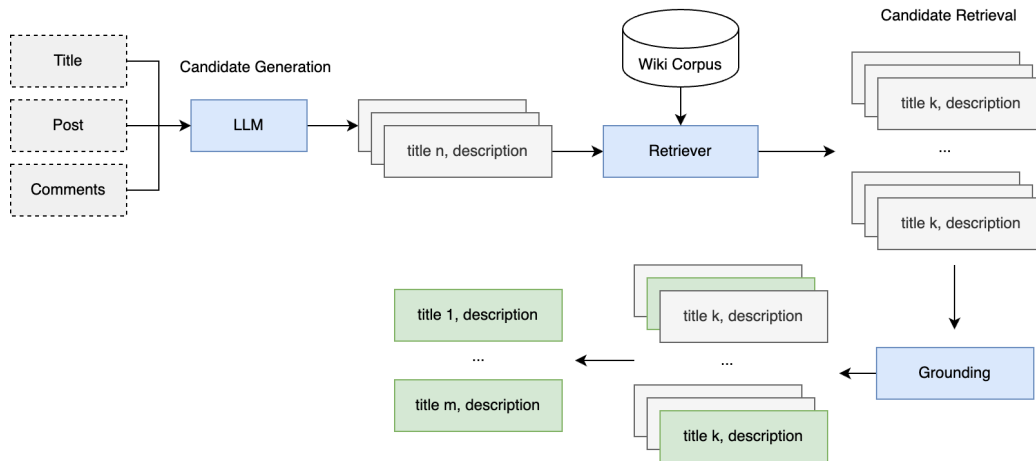 Candidate Retrieval
Title
Candidate Generation
Wiki Corpus
title k, description
Post
LLM
title n, description
Retriever
...
Comments
title k, description
title 1, description
title k, description
...
...
Grounding
title m, description
title k, description